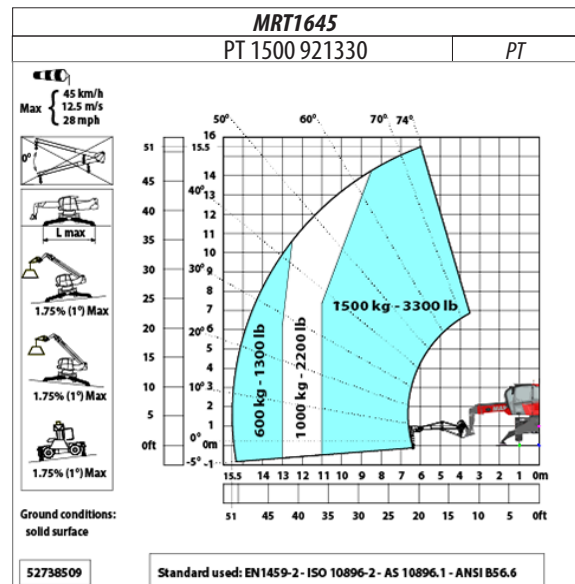 MRT1645
PT 1500 921330 PT
Max { 45 km/h
12.5 m/s
28 mph
0°
L max
1.75% (1°) Max
1.75% (1°) Max
1.75% (1°) Max
Ground conditions:
solid surface
50° 60° 70° 74°
16
51 15.5
45 14
13
40° 
40 12
11
35 10
9
30 30°
8
25 7
20 20° 6
5
15 4
10 10° 3
2
5 1
0ft 0° 0m
-5° -1
600 kg - 1300 lb
1000 kg - 2200 lb
1500 kg - 3300 lb
15.5 14 13 12 11 10 9 8 7 6 5 4 3 2 1 0m
51 45 40 35 30 25 20 15 10 5 0ft
52738509
Standard used: EN1459-2 - ISO 10896-2 - AS 10896.1 - ANSI B56.6